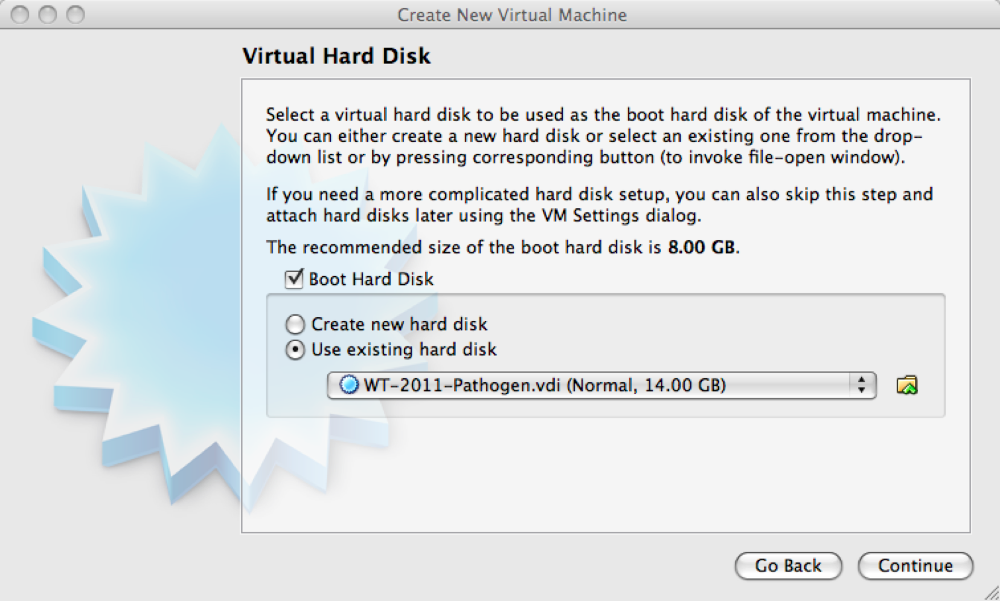 Create New Virtual Machine
Virtual Hard Disk
Select a virtual hard disk to be used as the boot hard disk of the virtual machine.
You can either create a new hard disk or select an existing one from the drop-
down list or by pressing corresponding button (to invoke file-open window).
If you need a more complicated hard disk setup, you can also skip this step and
attach hard disks later using the VM Settings dialog.
The recommended size of the boot hard disk is 8.00 GB.
Boot Hard Disk
Create new hard disk
Use existing hard disk
WT-2011-Pathogen.vdi (Normal, 14.00 GB)
Go Back
Continue